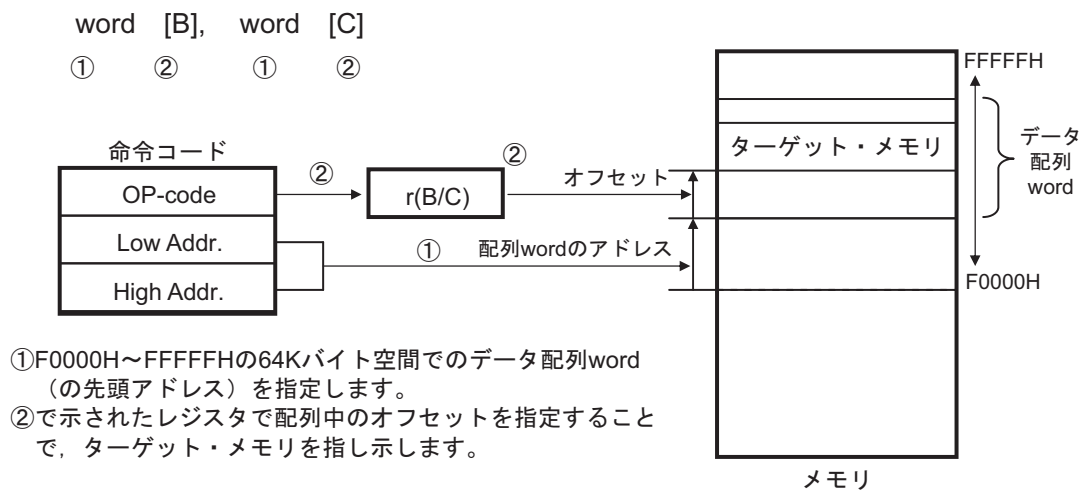 word [B], word [C]
① ② ① ②
命令コード
OP-code
Low Addr.
High Addr.
②
r(B/C)
②
オフセット
①
配列wordのアドレス
ターゲット・メモリ
FFFFFH
データ
配列
word
F0000H
メモリ
①F0000H～FFFFFHの64Kバイト空間でのデータ配列word
（の先頭アドレス）を指定します。
②で示されたレジスタで配列中のオフセットを指定すること
で，ターゲット・メモリを指し示します。